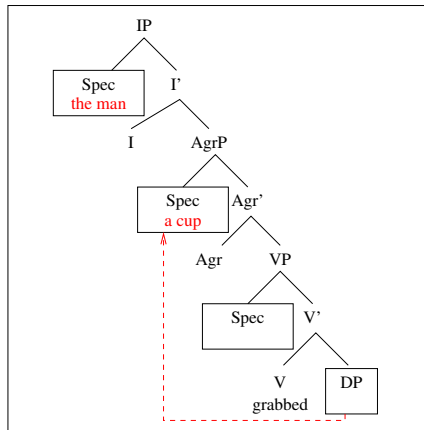 IP
Spec
the man
I'
I
AgrP
Spec
a cup
Agr'
Agr
VP
Spec
V'
V
grabbed
DP